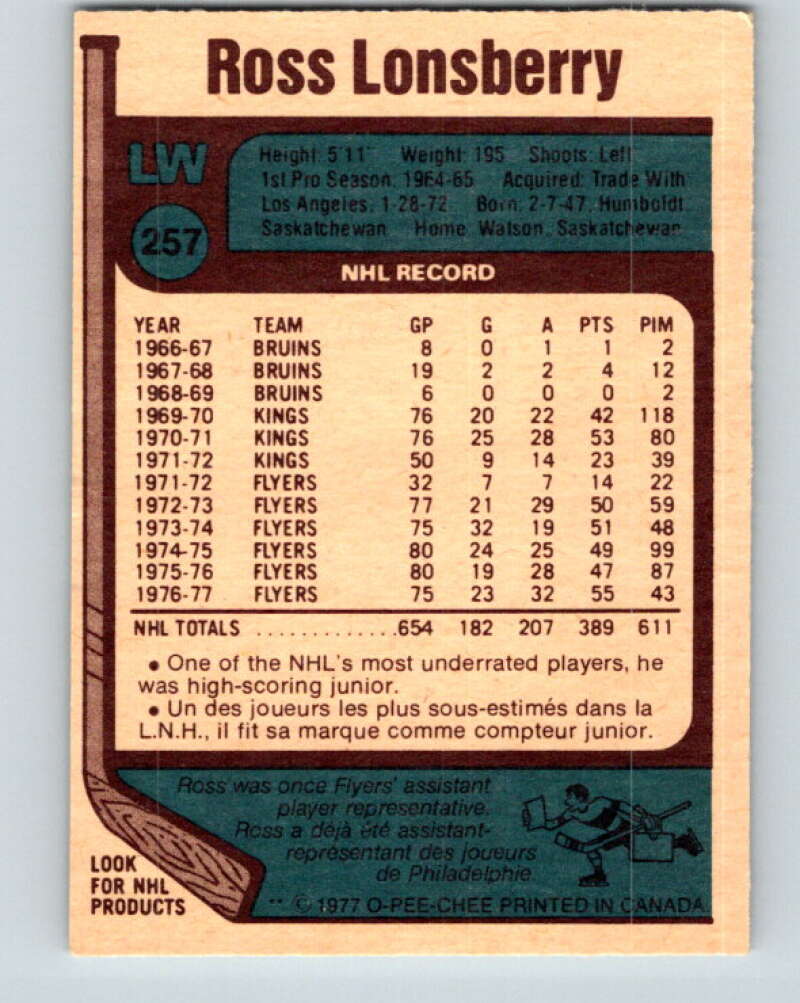 Ross Lonsberry
LW
257
Height: 5'11" Weight: 195 Shoots: Left
1st Pro Season: 1964-65 Acquired: Trade With
Los Angeles, 1-28-72 Born: 2-7-47, Humboldt
Saskatchewan Home Watson, Saskatchewan
NHL RECORD
YEAR TEAM GP G A PTS PIM
1966-67 BRUINS 8 0 1 1 2
1967-68 BRUINS 19 2 2 4 12
1968-69 BRUINS 6 0 0 0 2
1969-70 KINGS 76 20 22 42 118
1970-71 KINGS 76 25 28 53 80
1971-72 KINGS 50 9 14 23 39
1971-72 FLYERS 32 7 7 14 22
1972-73 FLYERS 77 21 29 50 59
1973-74 FLYERS 75 32 19 51 48
1974-75 FLYERS 80 24 25 49 99
1975-76 FLYERS 80 19 28 47 87
1976-77 FLYERS 75 23 32 55 43
NHL TOTALS .............654 182 207 389 611
• One of the NHL's most underrated players, he
was high-scoring junior.
• Un des joueurs les plus sous-estimés dans la
L.N.H., il fit sa marque comme compteur junior.
Ross was once Flyers' assistant
player representative.
Ross a déjà été assistant-
représentant des joueurs
de Philadelphie.
LOOK
FOR NHL
PRODUCTS
** © 1977 O-PEE-CHEE PRINTED IN CANADA